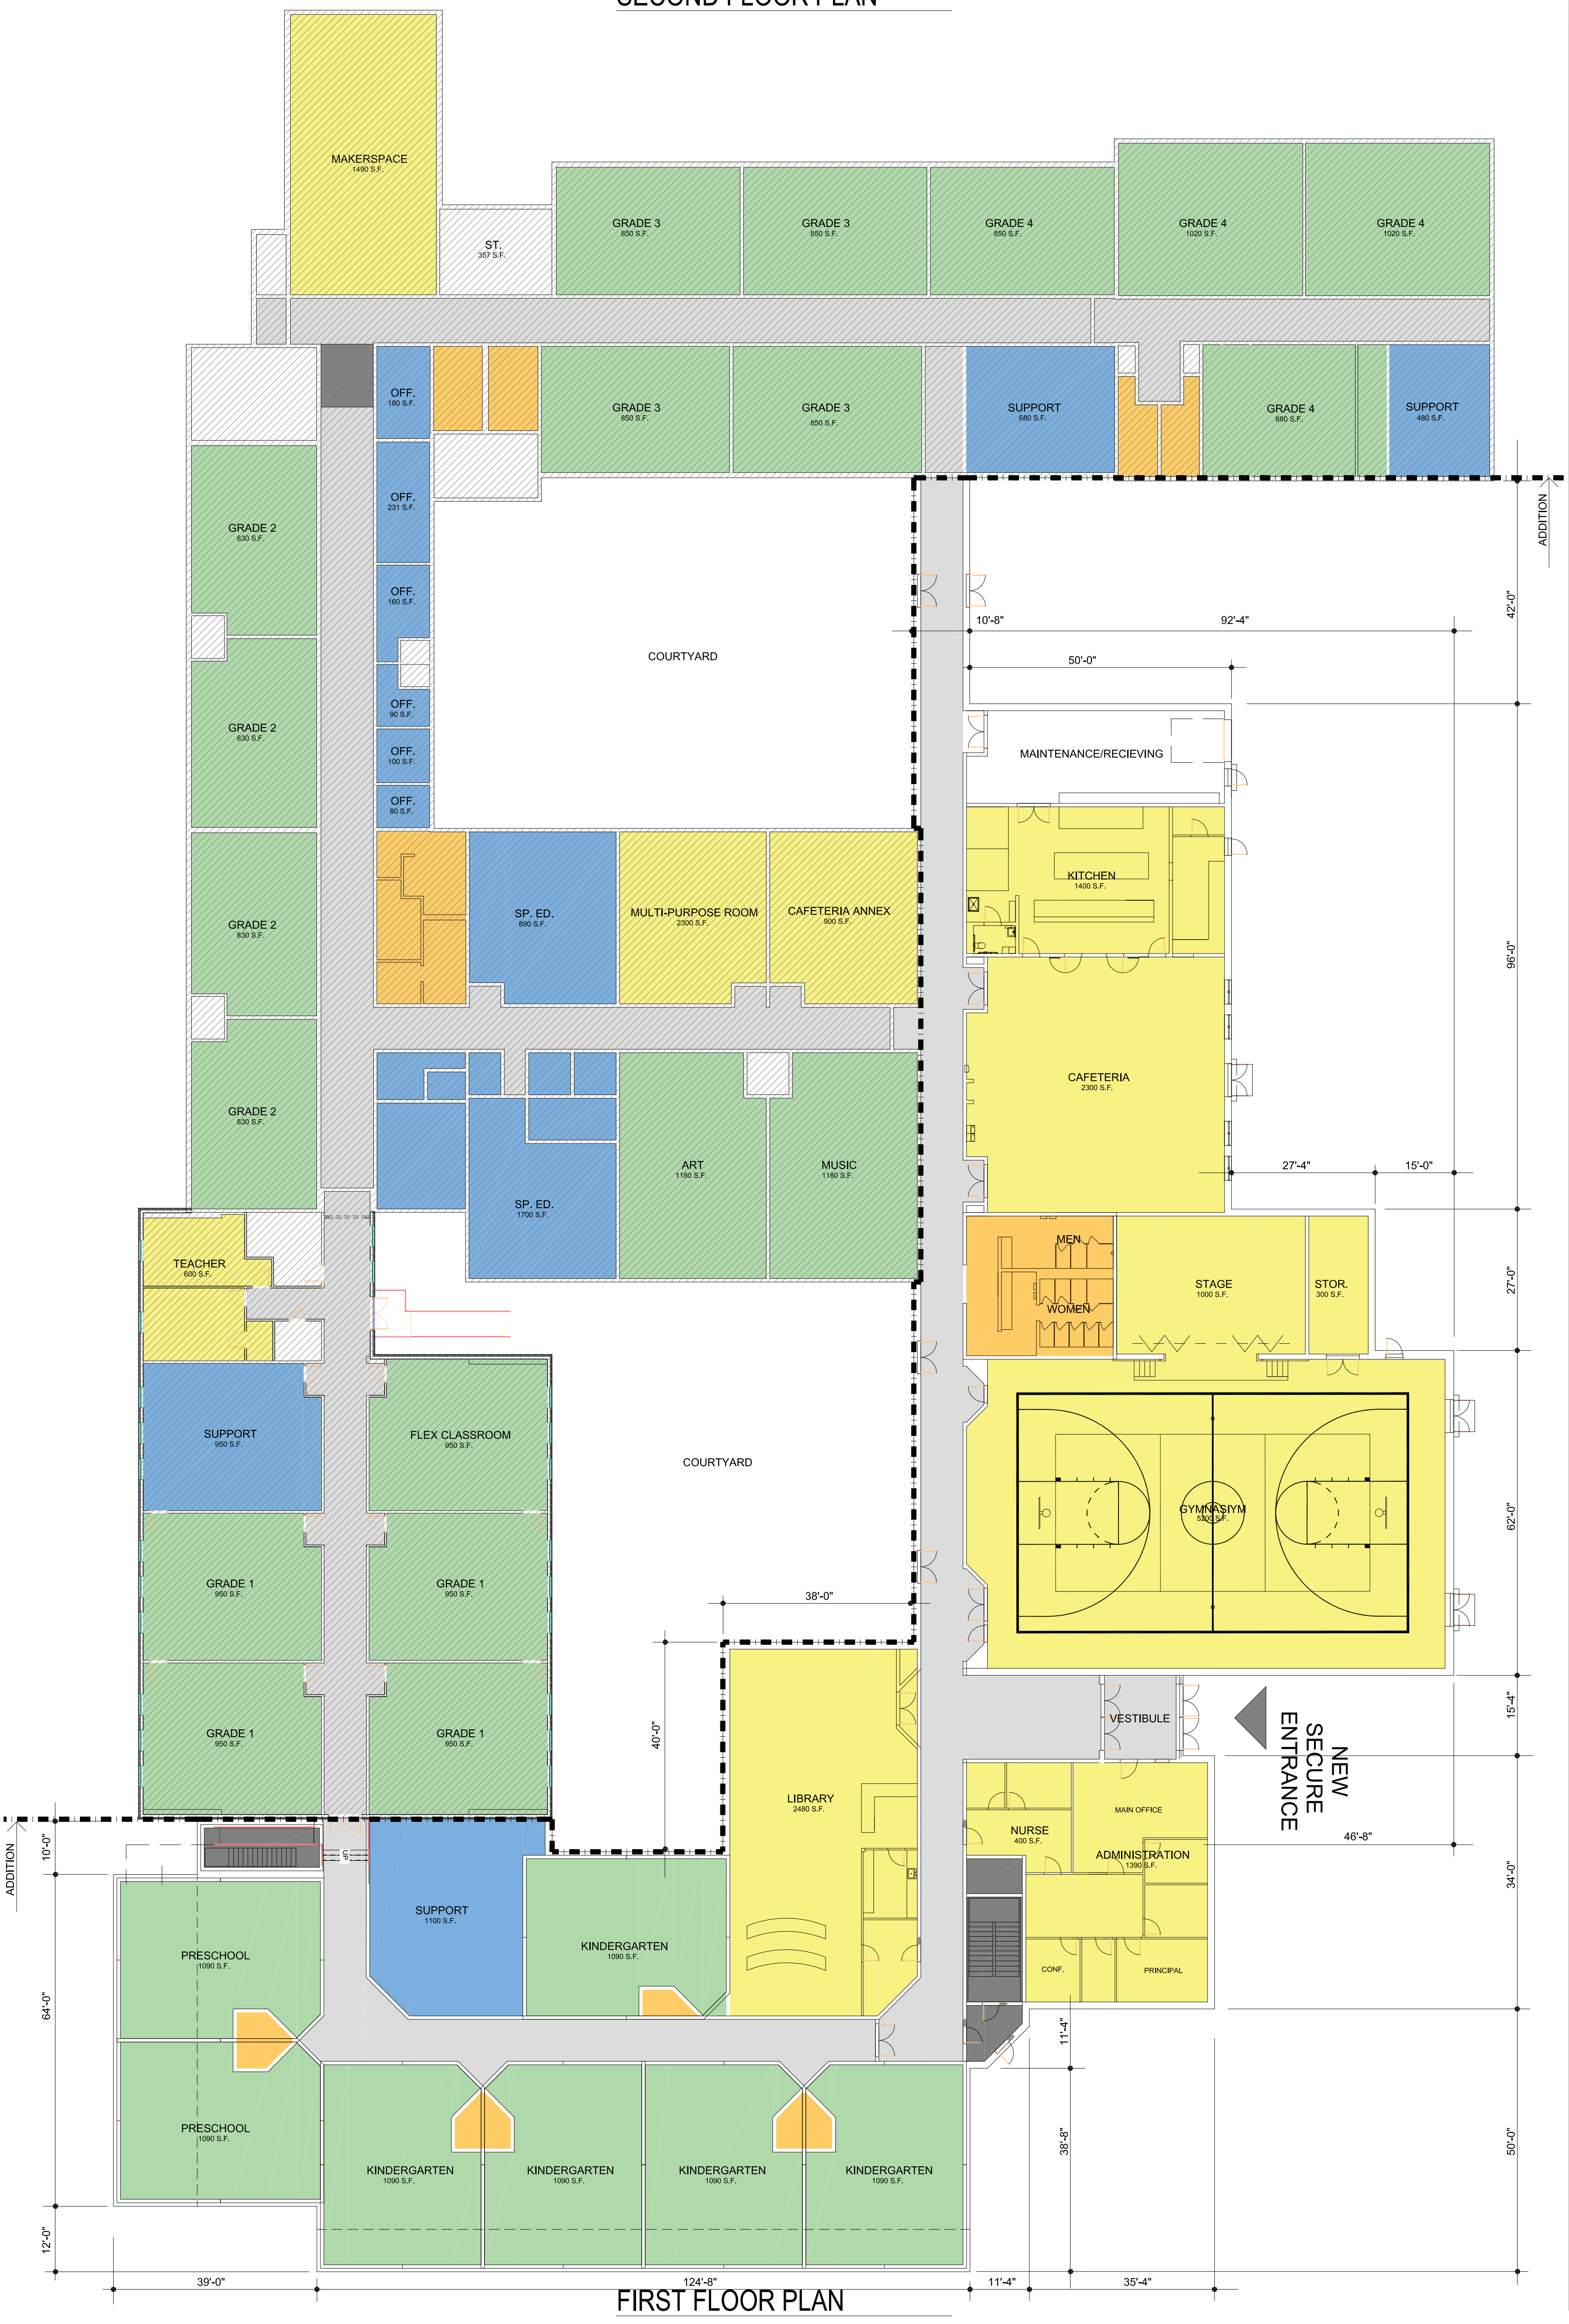 SECOND FLOOR PLAN
MAKERSPACE
1490 S.F.
ST.
357 S.F.
GRADE 3
850 S.F.
GRADE 3
850 S.F.
GRADE 4
850 S.F.
GRADE 4
1020 S.F.
GRADE 4
1020 S.F.
OFF.
180 S.F.
GRADE 3
850 S.F.
GRADE 3
850 S.F.
SUPPORT
680 S.F.
GRADE 4
880 S.F.
SUPPORT
480 S.F.
ADDITION
GRADE 2
830 S.F.
OFF.
231 S.F.
OFF.
160 S.F.
42'-0"
10'-8"
92'-4"
COURTYARD
50'-0"
GRADE 2
830 S.F.
OFF.
90 S.F.
OFF.
100 S.F.
OFF.
80 S.F.
MAINTENANCE/RECIEVING
KITCHEN
1400 S.F.
GRADE 2
830 S.F.
SP. ED.
890 S.F.
MULTI-PURPOSE ROOM
2300 S.F.
CAFETERIA ANNEX
900 S.F.
96'-0"
CAFETERIA
2300 S.F.
GRADE 2
830 S.F.
ART
1180 S.F.
MUSIC
1180 S.F.
27'-4"
15'-0"
SP. ED.
1700 S.F.
TEACHER
600 S.F.
MEN
WOMEN
STAGE
1000 S.F.
STOR.
300 S.F.
27'-0"
SUPPORT
950 S.F.
FLEX CLASSROOM
950 S.F.
COURTYARD
GYMNASIYM
5200 S.F.
62'-0"
GRADE 1
950 S.F.
GRADE 1
950 S.F.
38'-0"
GRADE 1
950 S.F.
GRADE 1
950 S.F.
40'-0"
VESTIBULE
15'-4"
NEW
SECURE
ENTRANCE
LIBRARY
2480 S.F.
MAIN OFFICE
NURSE
400 S.F.
ADMINISTRATION
1390 S.F.
46'-8"
34'-0"
ADDITION
10'-0"
UP
SUPPORT
1100 S.F.
KINDERGARTEN
1090 S.F.
PRESCHOOL
1090 S.F.
CONF.
PRINCIPAL
64'-0"
11'-4"
PRESCHOOL
1090 S.F.
38'-8"
50'-0"
KINDERGARTEN
1090 S.F.
KINDERGARTEN
1090 S.F.
KINDERGARTEN
1090 S.F.
KINDERGARTEN
1090 S.F.
12'-0"
39'-0"
124'-8"
11'-4"
35'-4"
FIRST FLOOR PLAN